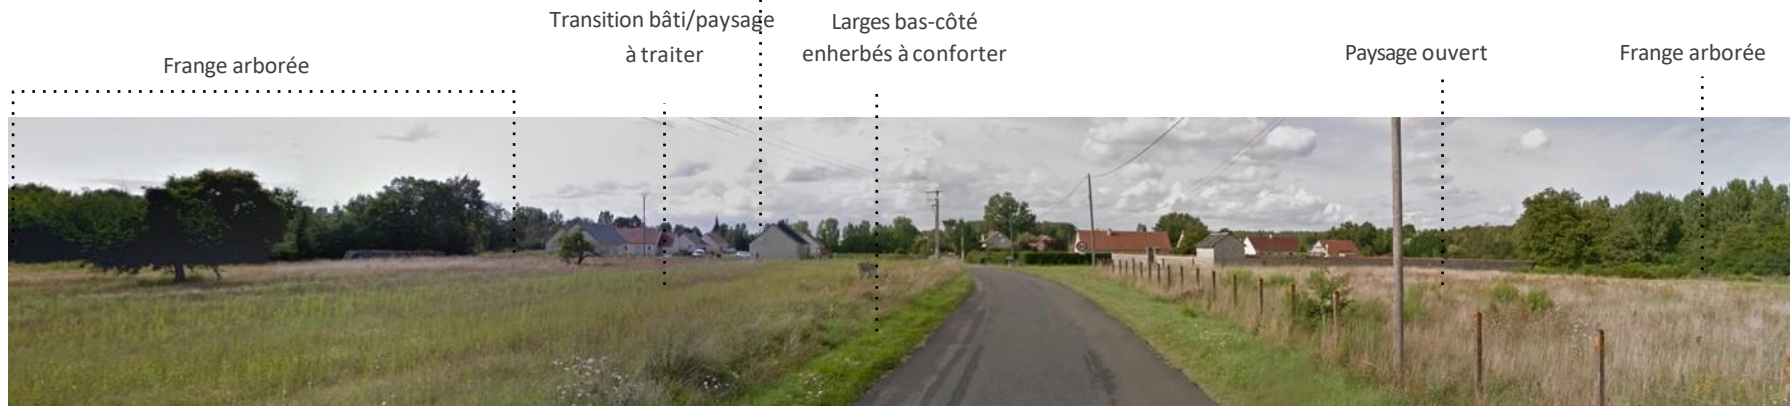 Transition bâti/paysage
à traiter
Larges bas-côté
enherbés à conforter
Frange arborée
Paysage ouvert
Frange arborée